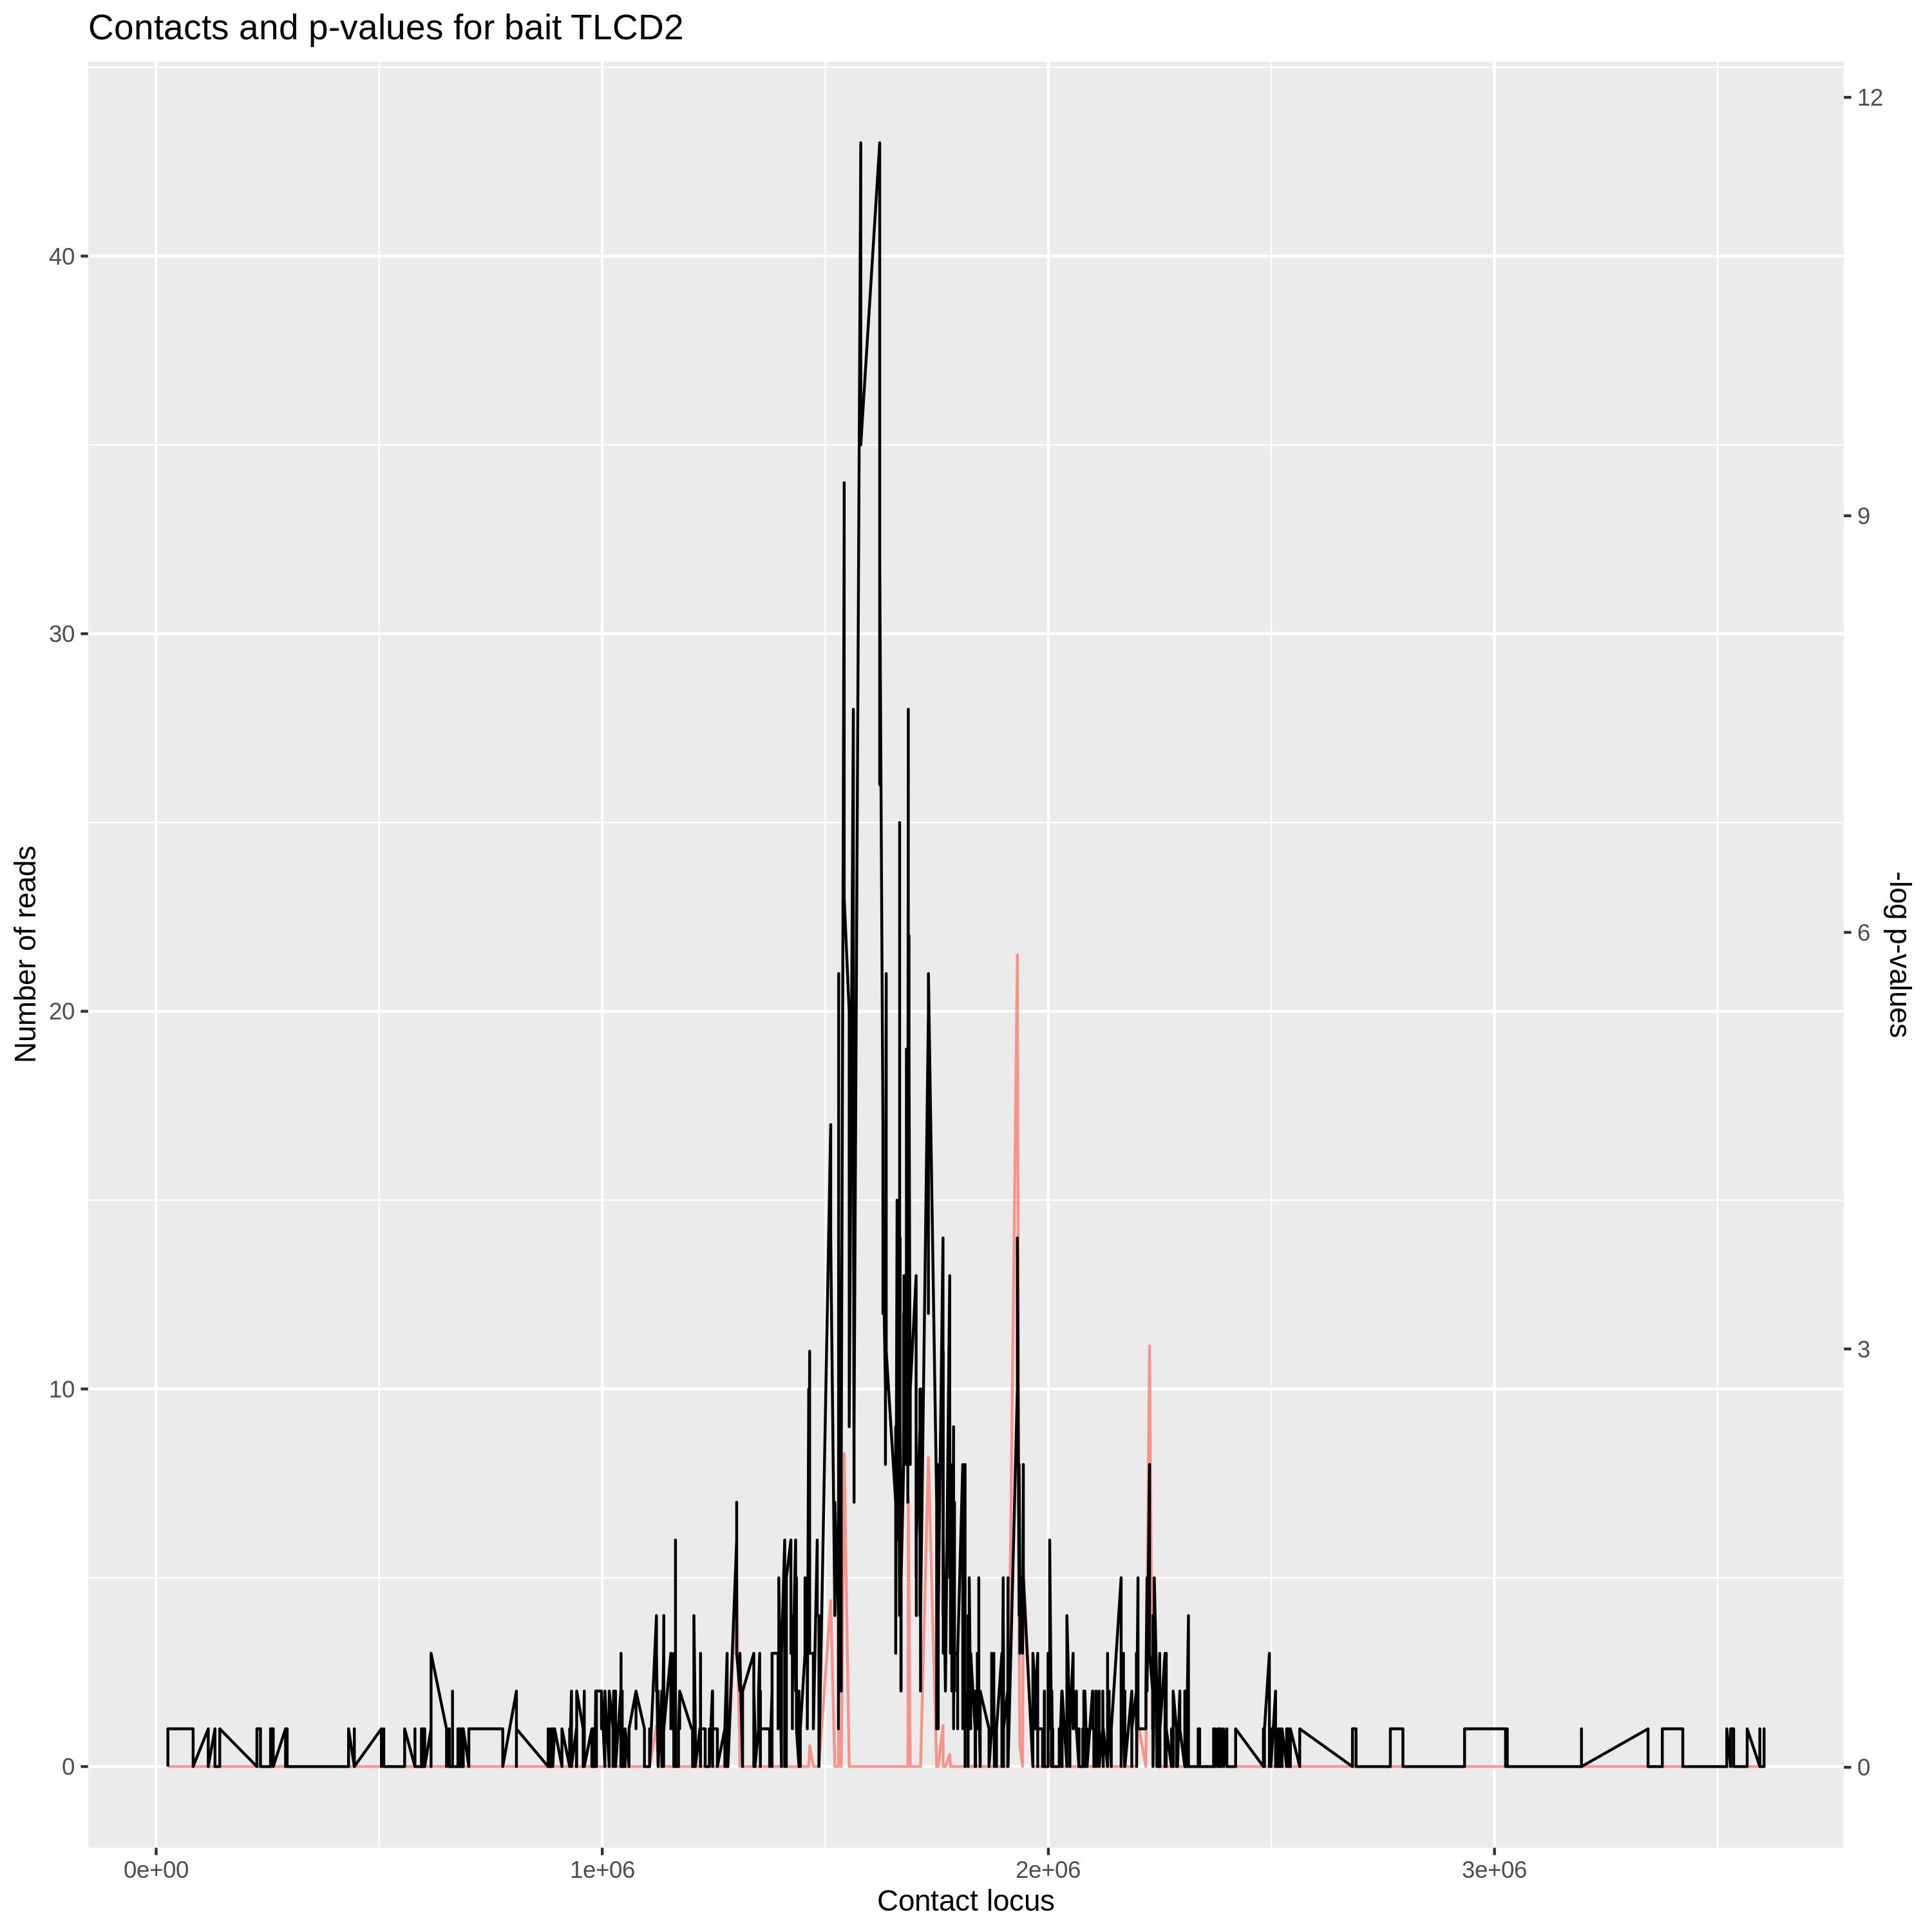 Contacts and p-values for bait TLCD2
12
9
6
3
0
-log p-values
40
30
20
10
0
Number of reads
0e+00
1e+06
2e+06
3e+06
Contact locus